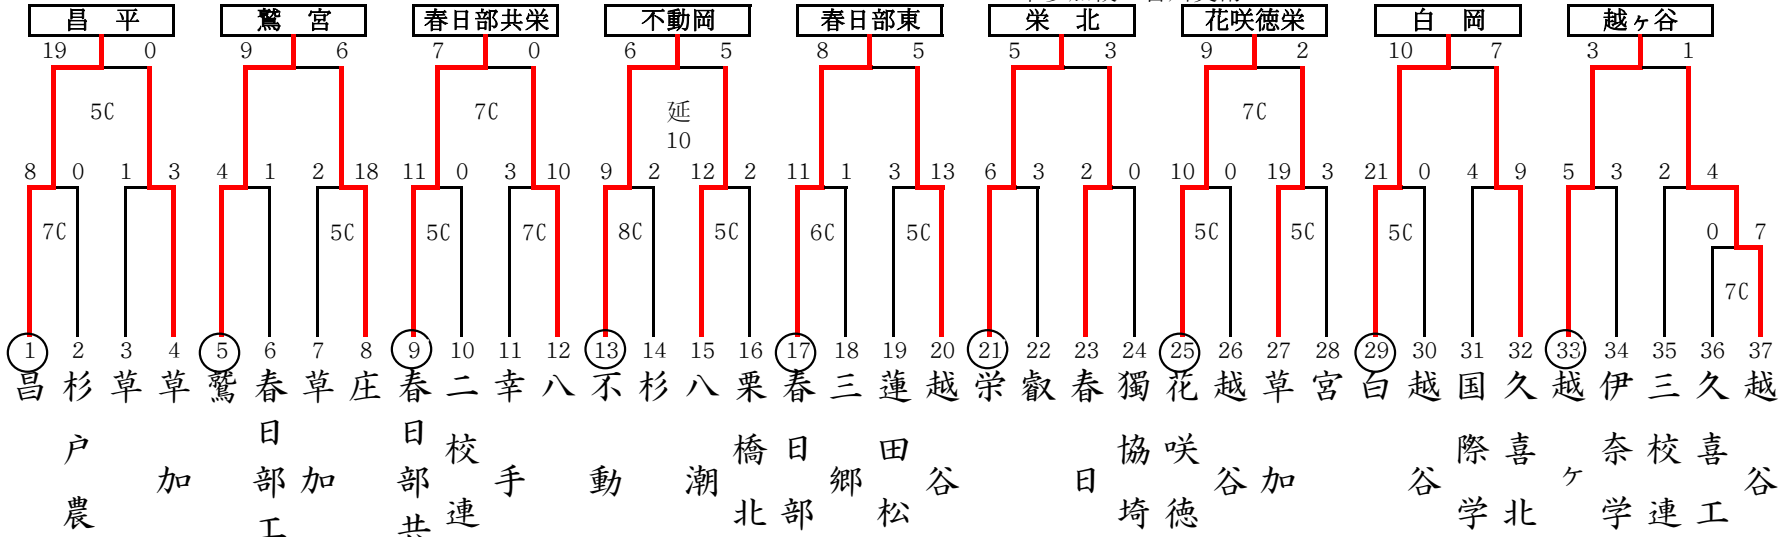 昌 平 鷲 宮 春日部共栄 不動岡 春日部東 栄 北 花咲徳栄 白 岡 越ヶ谷
19 0 9 6 7 0 6 5 8 5 5 3 9 2 10 7 3 1
5C 7C 延 7C
10
8 0 1 3 4 1 2 18 11 0 3 10 9 2 12 2 11 1 3 13 6 3 2 0 10 0 19 3 21 0 4 9 5 3 2 4
7C 5C 5C 7C 8C 5C 6C 5C 5C 5C 5C 0 7
7C
1 2 3 4 5 6 7 8 9 10 11 12 13 14 15 16 17 18 19 20 21 22 23 24 25 26 27 28 29 30 31 32 33 34 35 36 37
昌
杉戸農
草
草加
鷲
春日部工
草加
庄
春日部共
二校連
幸手
八
不動
杉
八潮
栗橋北
春日部
三郷
蓮田松
越谷
栄
叡
春日
獨協埼
花咲徳
越谷
草加
宮
白
越谷
国際学
久喜北
越ヶ
伊奈学
三校連
久喜工
越谷